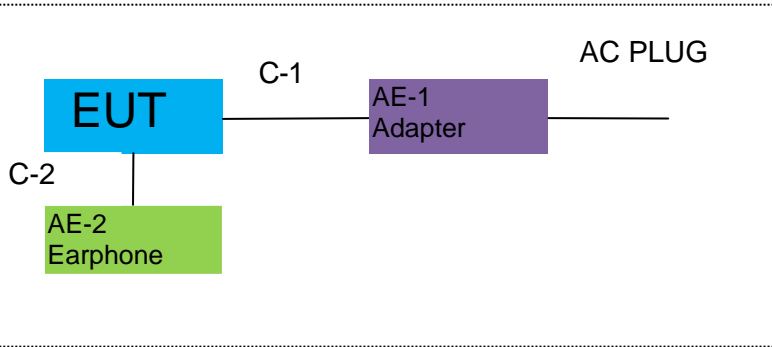 AC PLUG
C-1
EUT
AE-1
Adapter
C-2
AE-2
Earphone